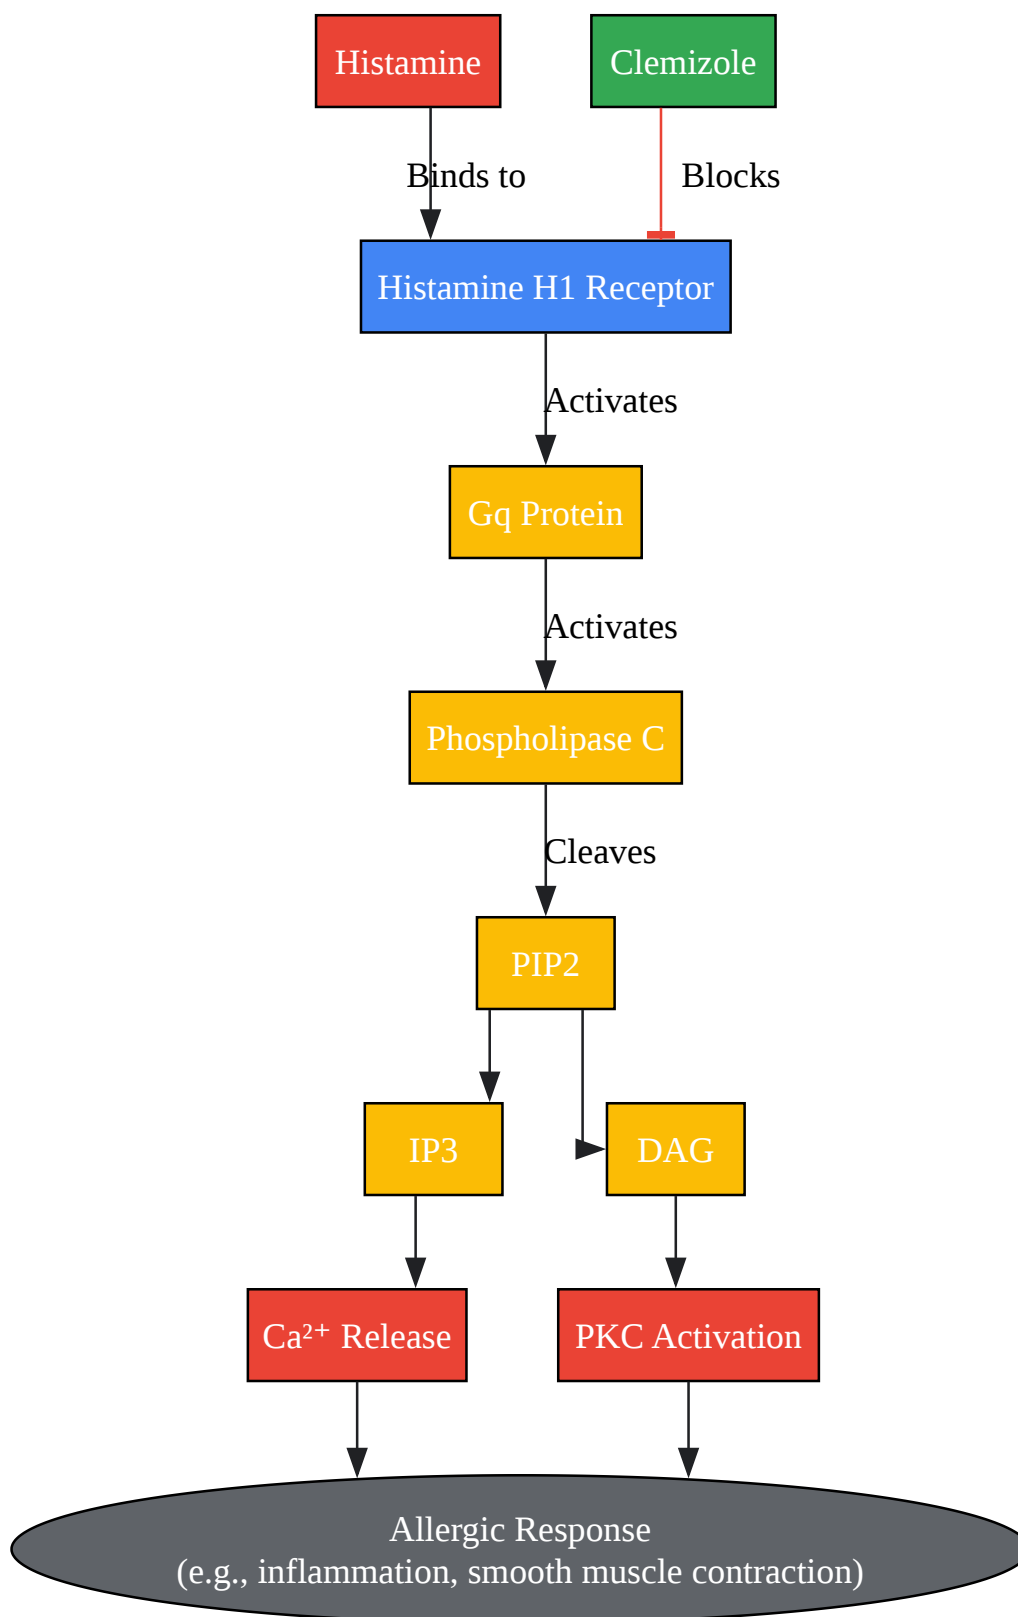 Histamine
Clemizole
Binds to
Blocks
Histamine H1 Receptor
Activates
Gq Protein
Activates
Phospholipase C
Cleaves
PIP2
IP3
DAG
Ca²⁺ Release
PKC Activation
Allergic Response
(e.g., inflammation, smooth muscle contraction)